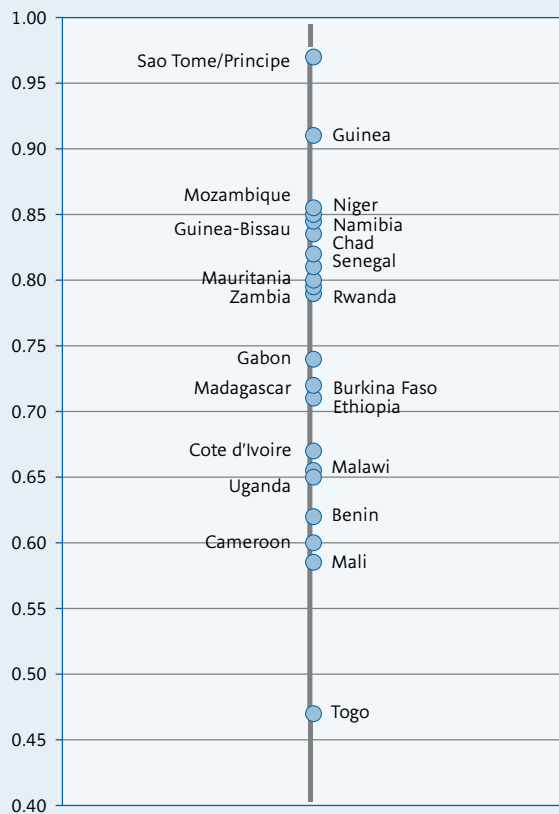 1.00
Sao Tome/Principe
0.95
0.90
Guinea
Mozambique
Niger
0.85
Namibia
Guinea-Bissau
Chad
Senegal
0.80
Mauritania
Zambia
Rwanda
0.75
Gabon
Madagascar
Burkina Faso
0.70
Ethiopia
Cote d'Ivoire
Malawi
0.65
Uganda
Benin
0.60
Cameroon
Mali
0.55
0.50
Togo
0.45
0.40